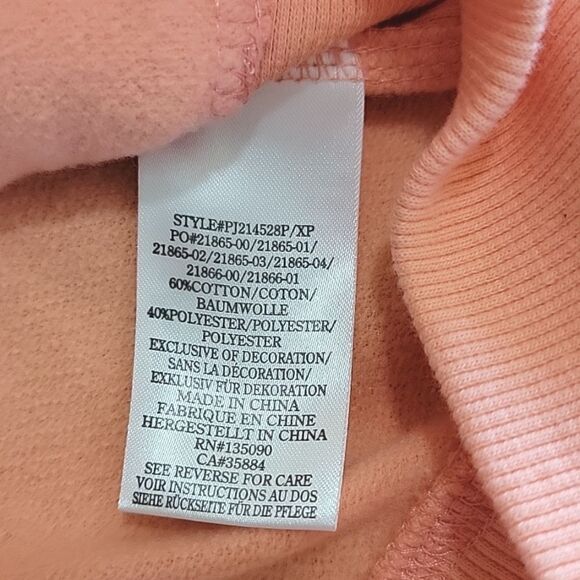 STYLE#PJ214528P/XP
PO#21865-00/21865-01/
21865-02/21865-03/21865-04/
21866-00/21866-01
60%COTTON/COTON/
BAUMWOLLE
40%POLYESTER/POLYESTER/
POLYESTER
EXCLUSIVE OF DECORATION/
SANS LA DÉCORATION/
EXKLUSIV FÜR DEKORATION
MADE IN CHINA
FABRIQUE EN CHINE
HERGESTELLT IN CHINA
RN#135090
CA#35884
SEE REVERSE FOR CARE
VOIR INSTRUCTIONS AU DOS
SIEHE RÜCKSEITE FÜR DIE PFLEGE